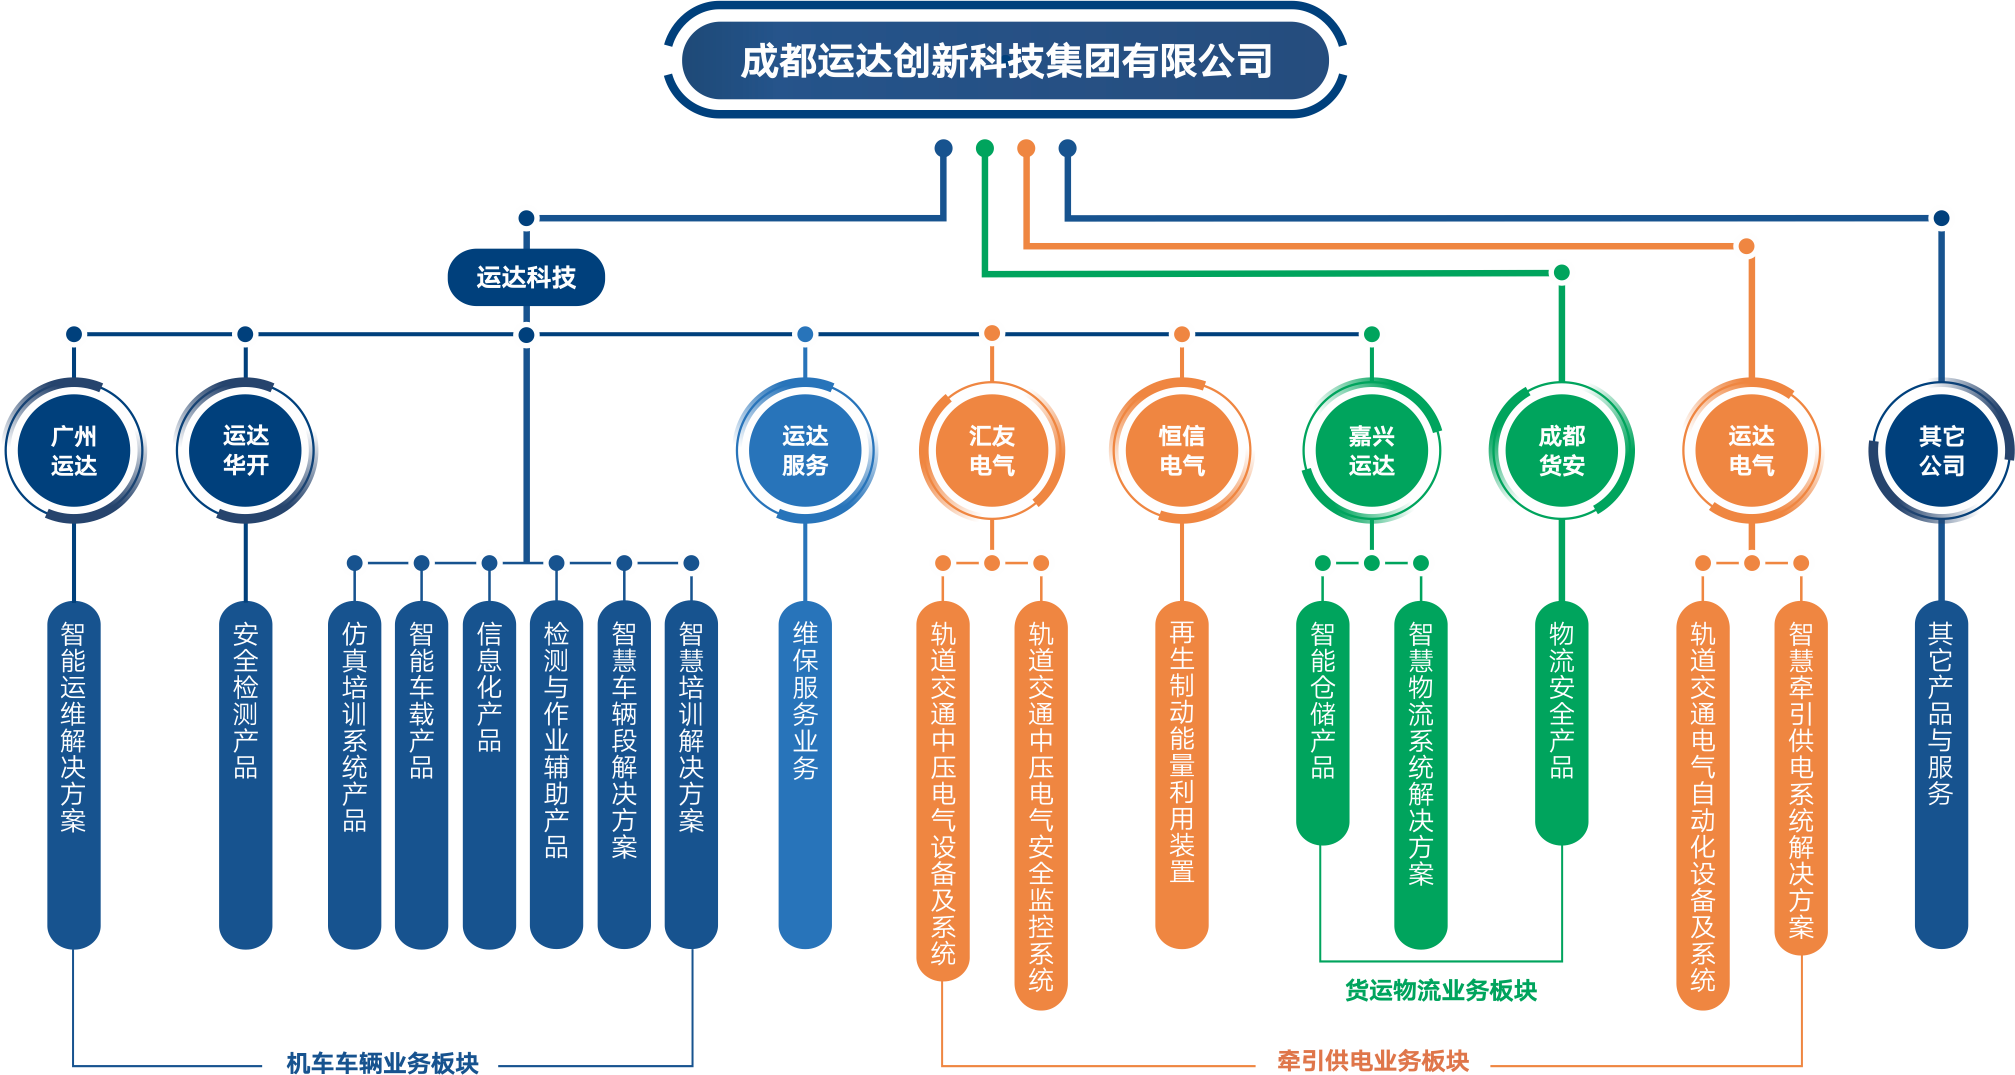 成都运达创新科技集团有限公司
运达科技
广州
运达
运达
华开
运达
服务
汇友
电气
恒信
电气
嘉兴
运达
成都
货安
运达
电气
其它
公司
智能运维解决方案
安全检测产品
仿真培训系统产品
智能车载产品
信息化产品
检测与作业辅助产品
智慧车辆段解决方案
智慧培训解决方案
维保服务业务
轨道交通中压电气设备及系统
轨道交通中压电气安全监控系统
再生制动能量利用装置
智能仓储产品
智慧物流系统解决方案
物流安全产品
轨道交通电气自动化设备及系统
智慧牵引供电系统解决方案
其它产品与服务
货运物流业务板块
机车车辆业务板块
牵引供电业务板块